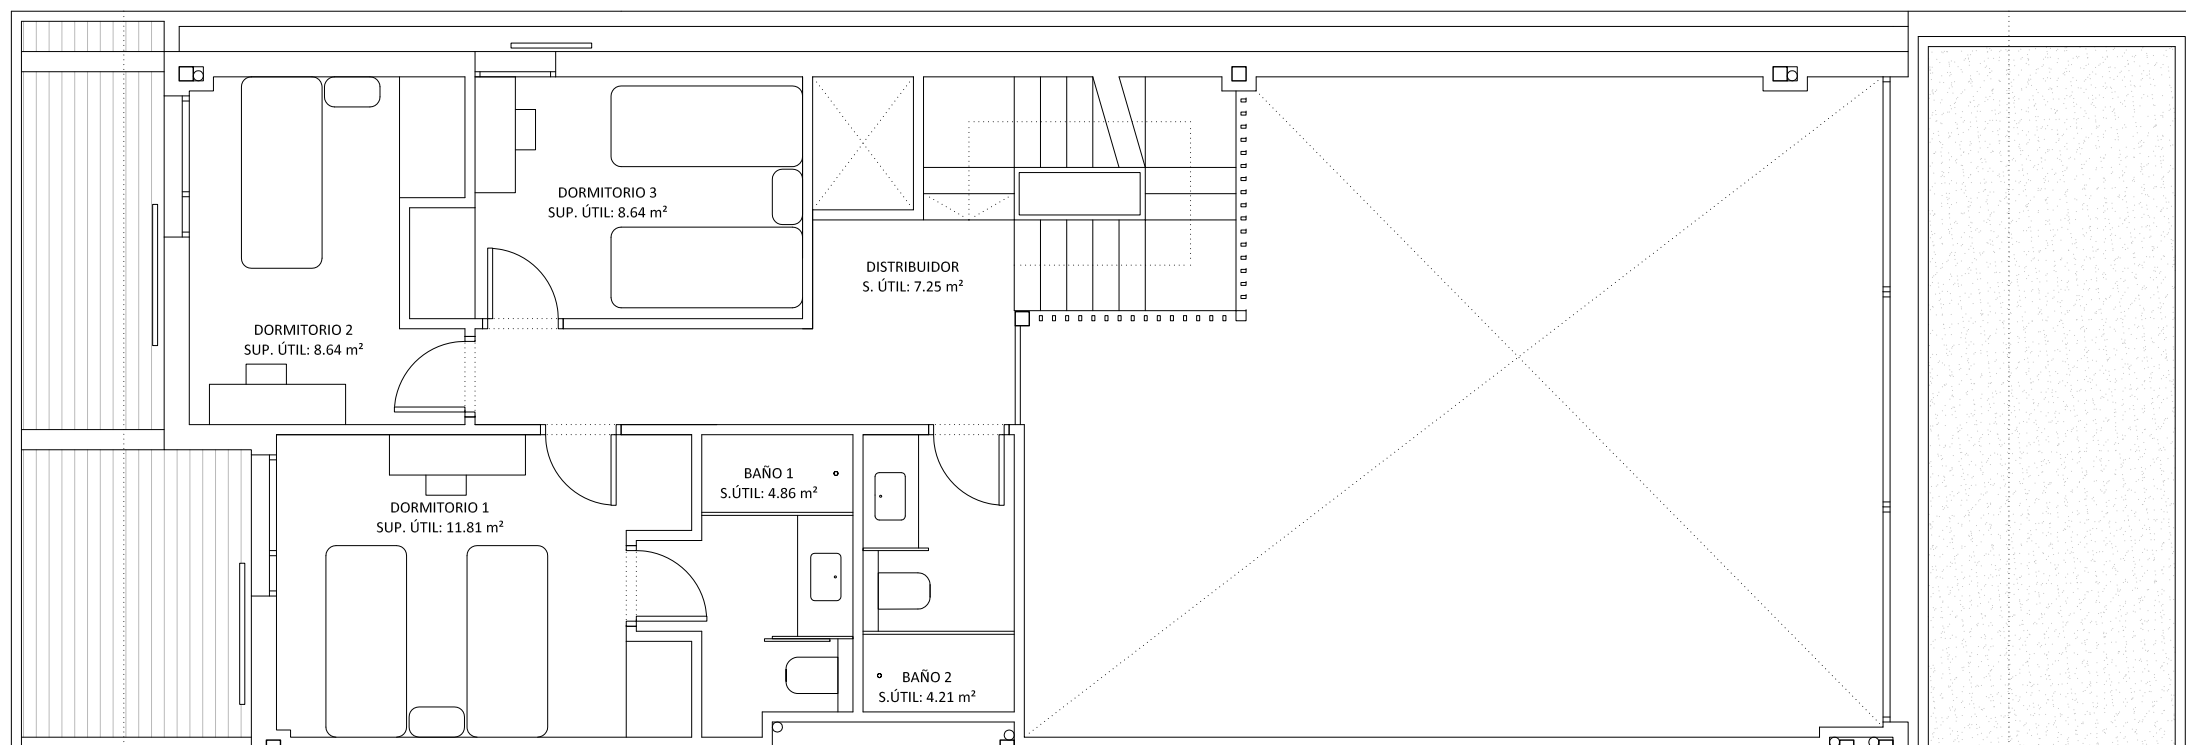 DORMITORIO 3
SUP. ÚTIL: 8.64 m²
DISTRIBUIDOR
S. ÚTIL: 7.25 m²
DORMITORIO 2
SUP. ÚTIL: 8.64 m²
BAÑO 1
S.ÚTIL: 4.86 m²
DORMITORIO 1
SUP. ÚTIL: 11.81 m²
BAÑO 2
S.ÚTIL: 4.21 m²